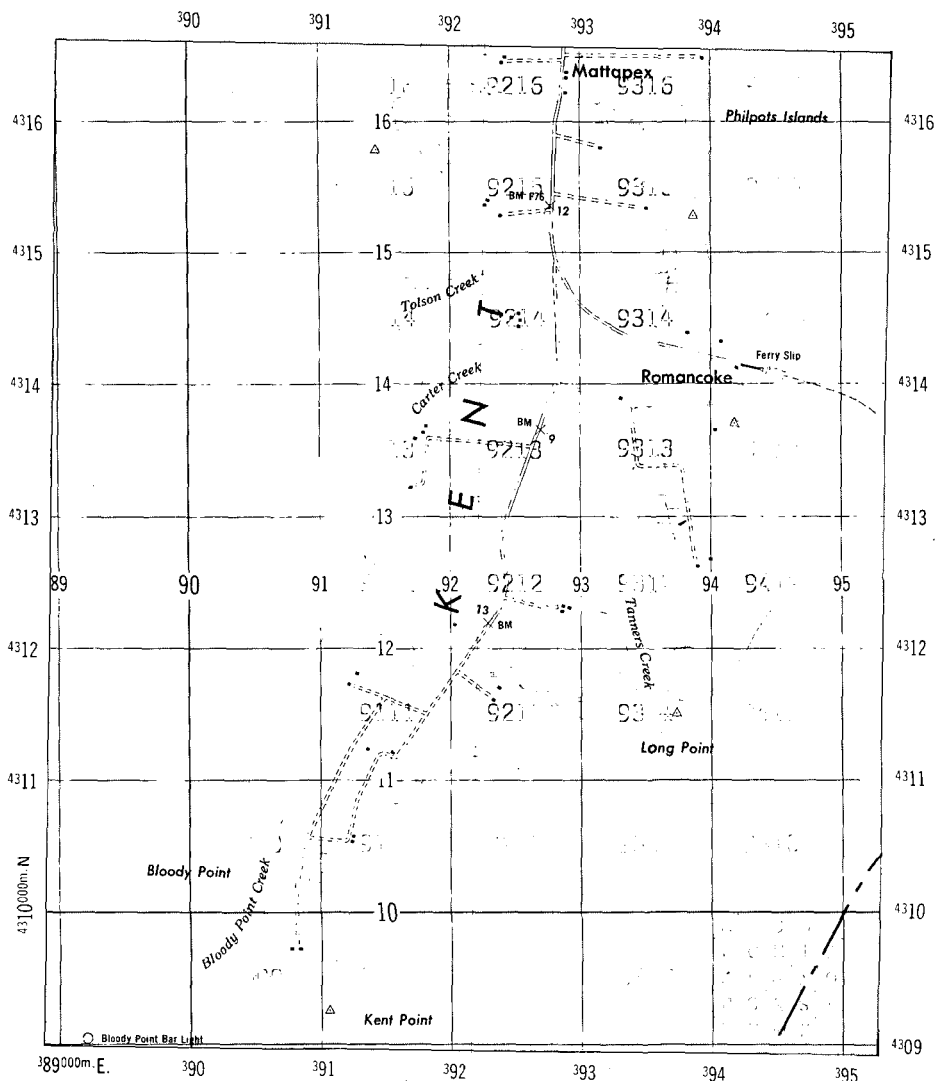 390 391 392 393 394 395
Mattapex
9216 9316
4316 16 Philpots Islands 4316
9215
BM F76
12
4315 15 4315
Tolson Creek
T
9214 9314
Ferry Slip
4314 14 Romancoke 4314
Carter Creek
N
BM
9
9213 9313
E
4313 13 4313
89 90 91 92 9212 93 94 95
K
13
BM
Tanners Creek
4312 12 4312
9111
Long Point
4311 11 4311
Bloody Point
Bloody Point Creek
4310000m.N 10 4310
Kent Point
Bloody Point Bar Light
4309
389000m.E. 390 391 392 393 394 395